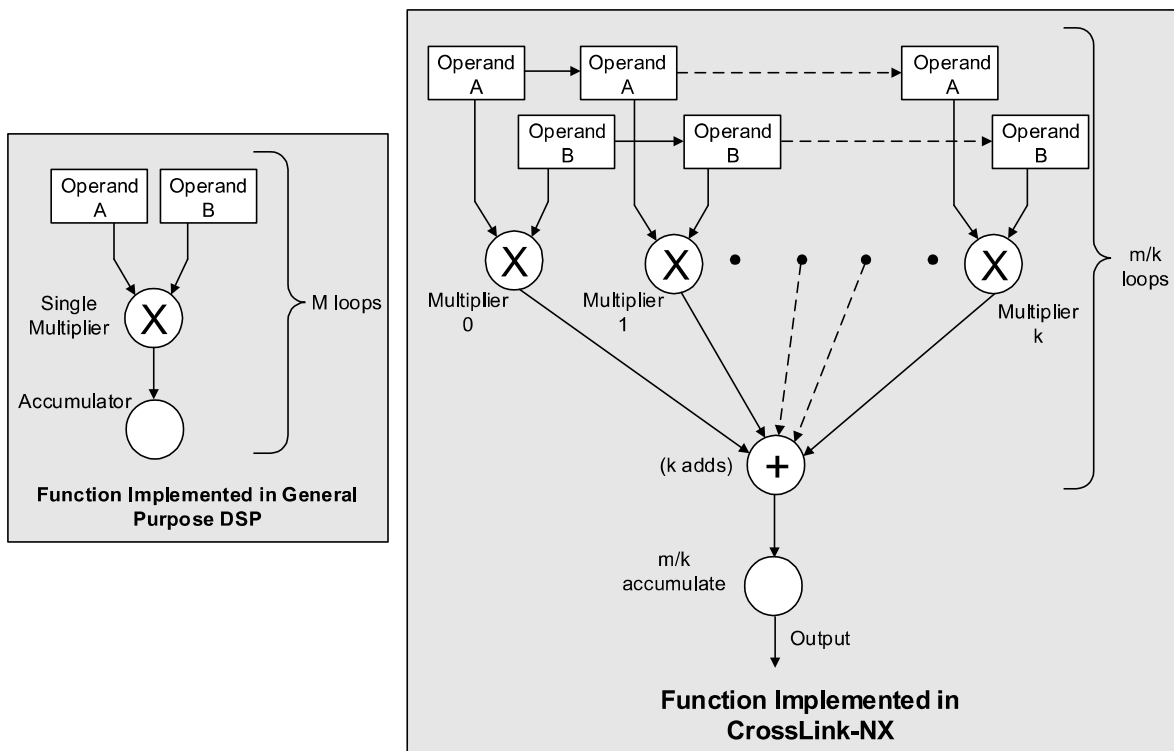 Operand
A
Operand
B
Single
Multiplier
X
M loops
Accumulator
Function Implemented in General
Purpose DSP
Operand
A
Operand
A
Operand
A
Operand
B
Operand
B
Operand
B
X
X
X
Multiplier
0
Multiplier
1
Multiplier
k
m/k
loops
(k adds)
+
m/k
accumulate
Output
Function Implemented in
CrossLink-NX